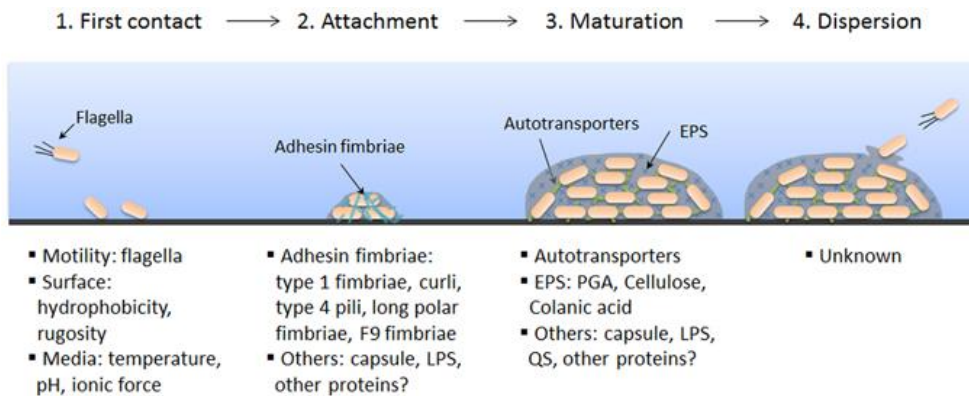 1. First contact → 2. Attachment → 3. Maturation → 4. Dispersion
Flagella
Adhesin fimbriae
Autotransporters
EPS
▪ Motility: flagella
▪ Surface:
hydrophobicity,
rugosity
▪ Media: temperature,
pH, ionic force
▪ Adhesin fimbriae:
type 1 fimbriae, curli,
type 4 pili, long polar
fimbriae, F9 fimbriae
▪ Others: capsule, LPS,
other proteins?
▪ Autotransporters
▪ EPS: PGA, Cellulose,
Colanic acid
▪ Others: capsule, LPS,
QS, other proteins?
▪ Unknown